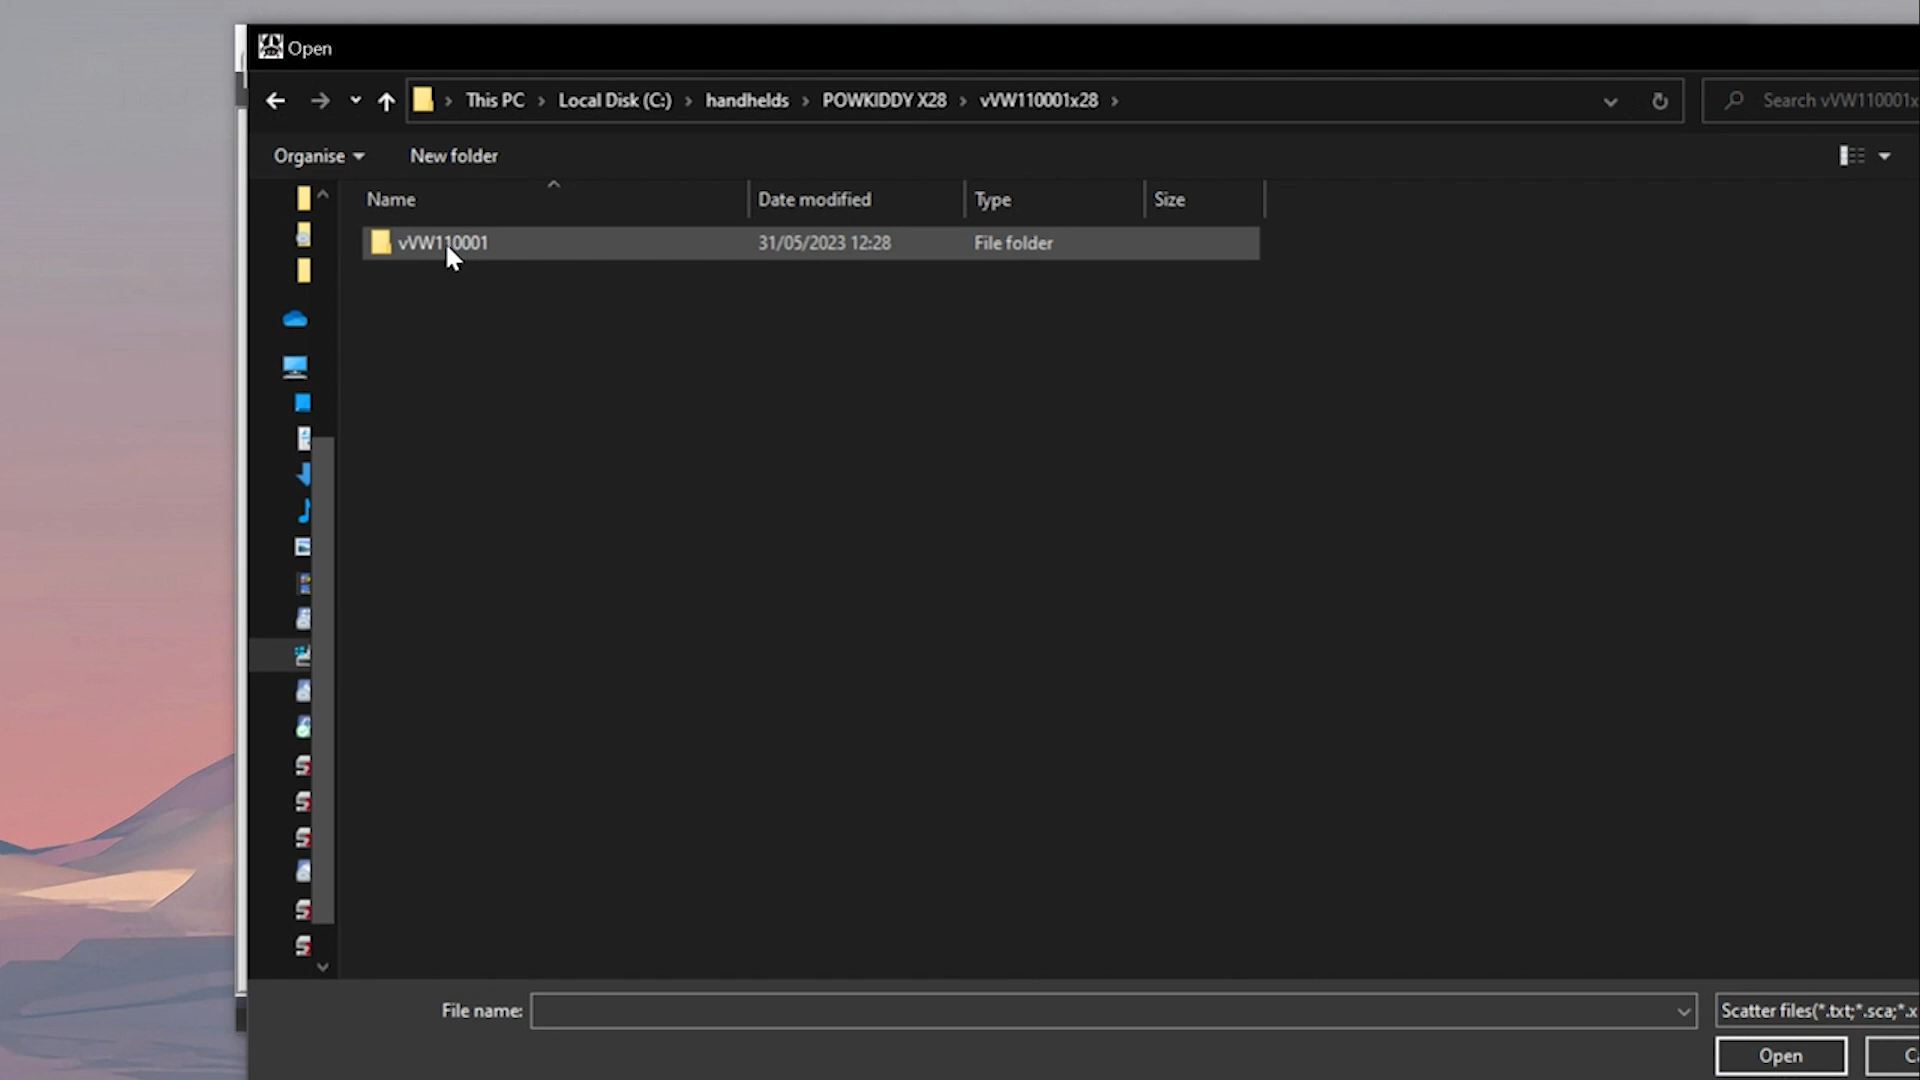 Open
This PC > Local Disk (C:) > handhelds > POWKIDDY X28 > vVW110001x28 >
Search vVW110001x
Organise
New folder
Name
Date modified
Type
Size
vVW110001
31/05/2023 12:28
File folder
File name:
Scatter files(*.txt;*.sca;*.x
Open
Ca